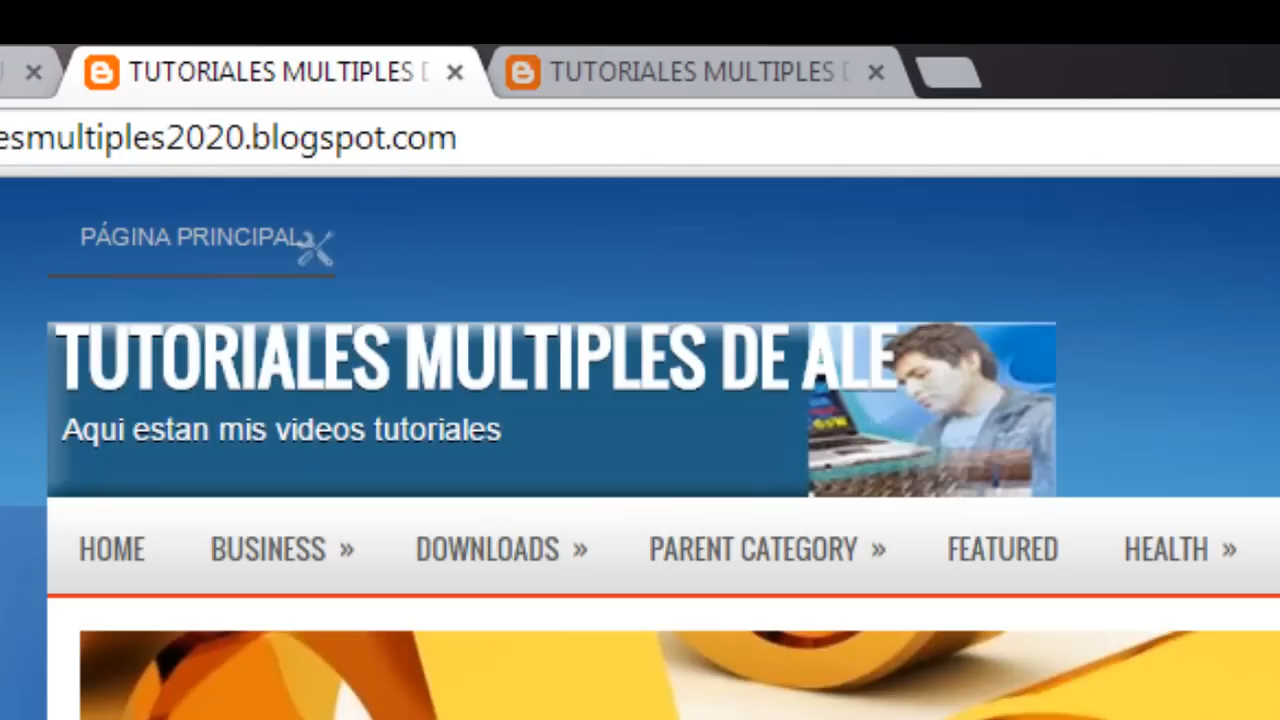 TUTORIALES MULTIPLES D
TUTORIALES MULTIPLES D
esmultiples2020.blogspot.com
PÁGINA PRINCIPAL
TUTORIALES MULTIPLES DE ALE
Aqui estan mis videos tutoriales
HOME BUSINESS » DOWNLOADS » PARENT CATEGORY » FEATURED HEALTH »